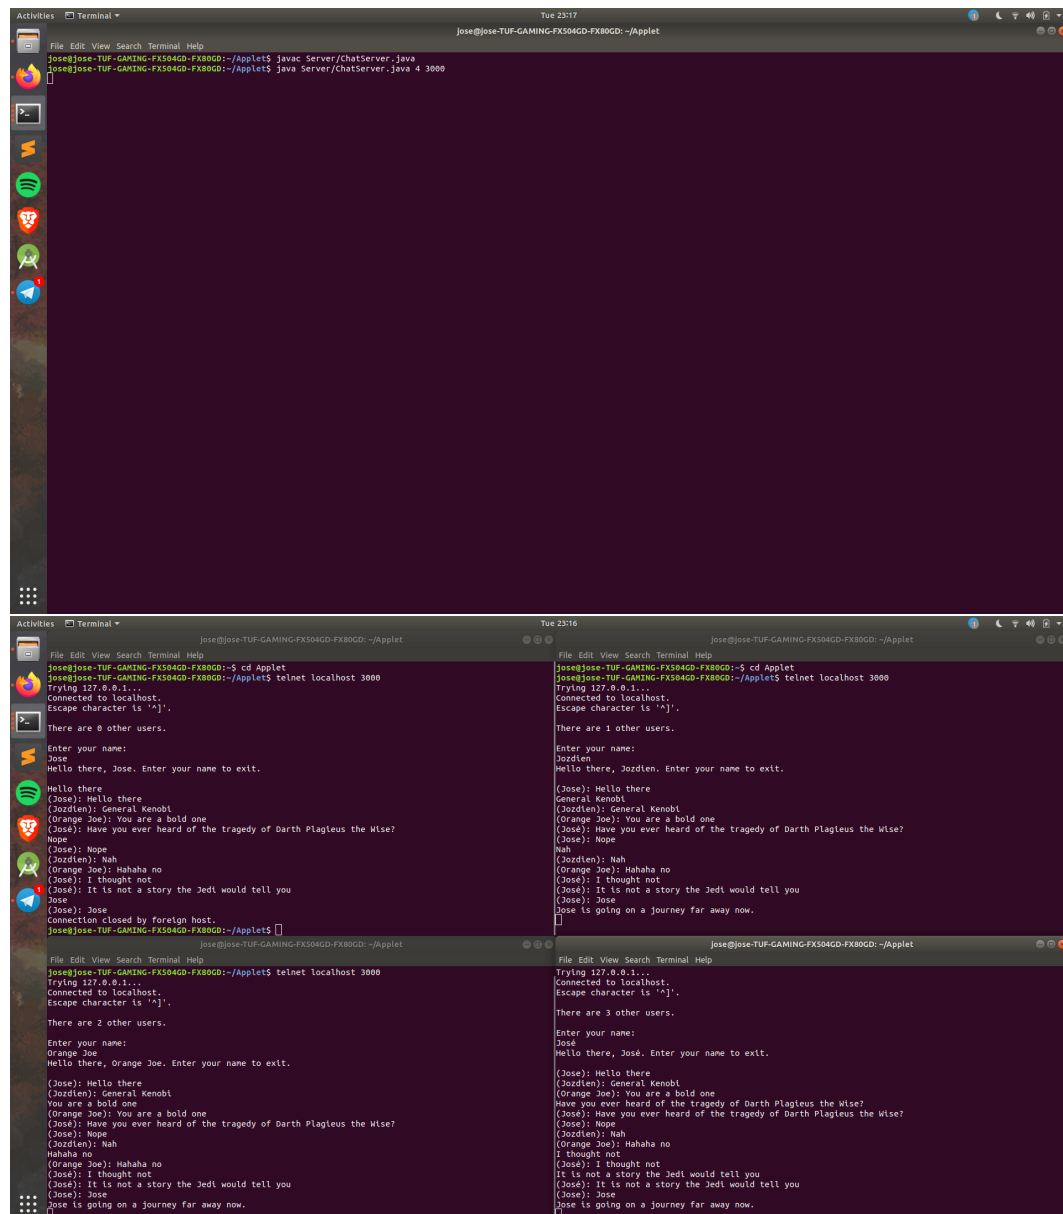 Activities Terminal Tue 23:17
jose@jose-TUF-GAMING-FX504GD-FX80GD: ~/Applet
File Edit View Search Terminal Help
jose@jose-TUF-GAMING-FX504GD-FX80GD:~/Applet$ javac Server/ChatServer.java
jose@jose-TUF-GAMING-FX504GD-FX80GD:~/Applet$ java Server/ChatServer.java 4 3000
1
Activities Terminal Tue 23:16
jose@jose-TUF-GAMING-FX504GD-FX80GD: ~/Applet
File Edit View Search Terminal Help
jose@jose-TUF-GAMING-FX504GD-FX80GD:~$ cd Applet
jose@jose-TUF-GAMING-FX504GD-FX80GD:~/Applet$ telnet localhost 3000
Trying 127.0.0.1...
Connected to localhost.
Escape character is '^]'.
There are 0 other users.
Enter your name:
Jose
Hello there, Jose. Enter your name to exit.
Hello there
(Jose): Hello there
(Jozdien): General Kenobi
(Orange Joe): You are a bold one
(José): Have you ever heard of the tragedy of Darth Plagieus the Wise?
Nope
(Jose): Nope
(Jozdien): Nah
(Orange Joe): Hahaha no
(José): I thought not
(José): It is not a story the Jedi would tell you
Jose
(Jose): Jose
Connection closed by foreign host.
jose@jose-TUF-GAMING-FX504GD-FX80GD:~/Applet$
jose@jose-TUF-GAMING-FX504GD-FX80GD: ~/Applet
File Edit View Search Terminal Help
jose@jose-TUF-GAMING-FX504GD-FX80GD:~$ cd Applet
jose@jose-TUF-GAMING-FX504GD-FX80GD:~/Applet$ telnet localhost 3000
Trying 127.0.0.1...
Connected to localhost.
Escape character is '^]'.
There are 1 other users.
Enter your name:
Jozdien
Hello there, Jozdien. Enter your name to exit.
(Jose): Hello there
General Kenobi
(Jozdien): General Kenobi
(Orange Joe): You are a bold one
(José): Have you ever heard of the tragedy of Darth Plagieus the Wise?
(Jose): Nope
Nah
(Jozdien): Nah
(Orange Joe): Hahaha no
(José): I thought not
(José): It is not a story the Jedi would tell you
(Jose): Jose
Jose is going on a journey far away now.
1
jose@jose-TUF-GAMING-FX504GD-FX80GD: ~/Applet
File Edit View Search Terminal Help
jose@jose-TUF-GAMING-FX504GD-FX80GD:~/Applet$ telnet localhost 3000
Trying 127.0.0.1...
Connected to localhost.
Escape character is '^]'.
There are 2 other users.
Enter your name:
Orange Joe
Hello there, Orange Joe. Enter your name to exit.
(Jose): Hello there
(Jozdien): General Kenobi
You are a bold one
(Orange Joe): You are a bold one
(José): Have you ever heard of the tragedy of Darth Plagieus the Wise?
(Jose): Nope
(Jozdien): Nah
Hahaha no
(Orange Joe): Hahaha no
(José): I thought not
(José): It is not a story the Jedi would tell you
(Jose): Jose
Jose is going on a journey far away now.
jose@jose-TUF-GAMING-FX504GD-FX80GD: ~/Applet
File Edit View Search Terminal Help
Trying 127.0.0.1...
Connected to localhost.
Escape character is '^]'.
There are 3 other users.
Enter your name:
José
Hello there, José. Enter your name to exit.
(Jose): Hello there
(Jozdien): General Kenobi
(Orange Joe): You are a bold one
Have you ever heard of the tragedy of Darth Plagieus the Wise?
(José): Have you ever heard of the tragedy of Darth Plagieus the Wise?
(Jose): Nope
(Jozdien): Nah
(Orange Joe): Hahaha no
I thought not
(José): I thought not
It is not a story the Jedi would tell you
(José): It is not a story the Jedi would tell you
(Jose): Jose
Jose is going on a journey far away now.